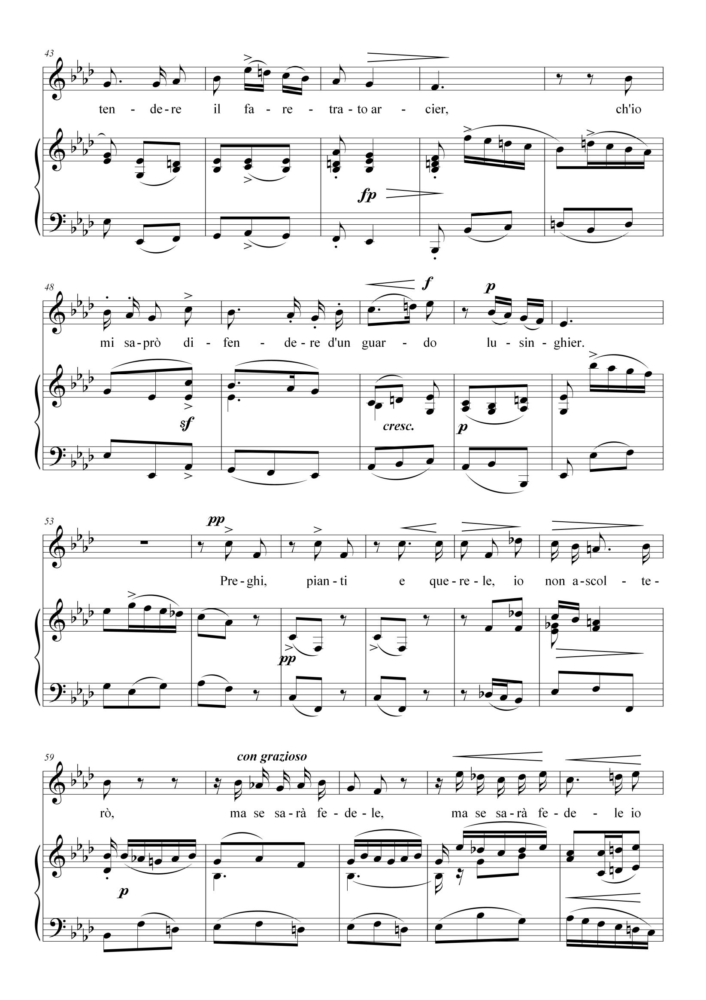 43
ten - de - re il fa - re - tra - to ar - cier, ch'io
fp
48
f p
mi sa - prò di - fen - de - re d'un guar - do lu - sin - ghier.
sf cresc. p
53
pp
Pre - ghi, pian - ti e que - re - le, io non a - scol - te -
pp
59
con grazioso
rò, ma se sa - rà fe - de - le, ma se sa - rà fe - de - le io
p